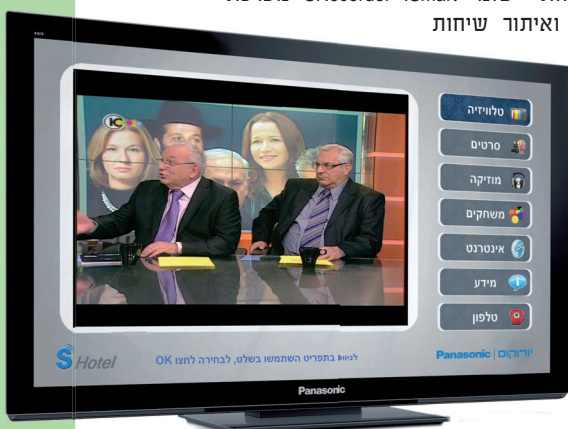 ואיתור שיחות
טלוויזיה
סרטים
מוזיקה
משחקים
אינטרנט
מידע
טלפון
S Hotel
לניווט בתפריט השתמשו בשלט, לבחירה לחצו OK
Panasonic | יורוקום
Panasonic